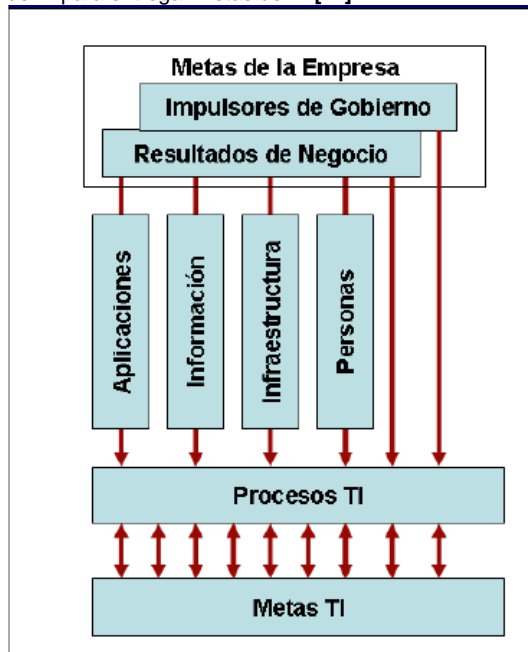 Metas de la Empresa
Impulsores de Gobierno
Resultados de Negocio
Aplicaciones
Información
Infraestructura
Personas
Procesos TI
Metas TI